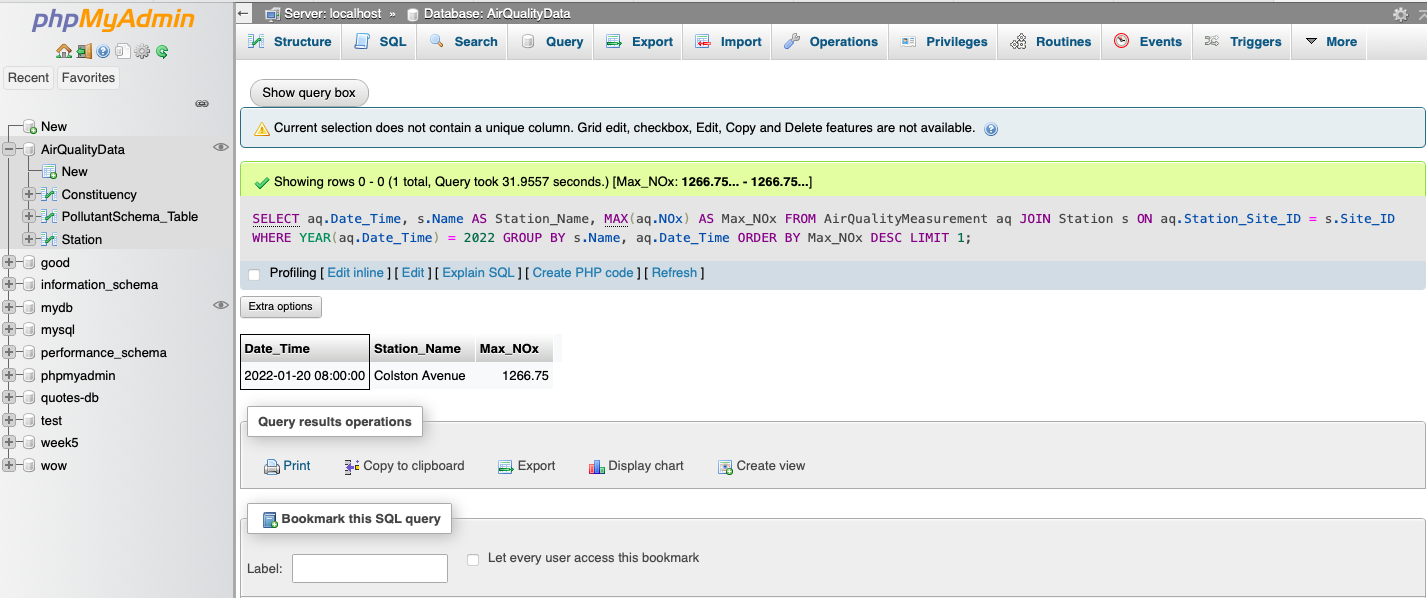 phpMyAdmin
Recent Favorites
New
AirQualityData
New
Constituency
PollutantSchema_Table
Station
good
information_schema
mydb
mysql
performance_schema
phpmyadmin
quotes-db
test
week5
wow
Server: localhost » Database: AirQualityData
Structure SQL Search Query Export Import Operations Privileges Routines Events Triggers More
Show query box
Current selection does not contain a unique column. Grid edit, checkbox, Edit, Copy and Delete features are not available.
Showing rows 0 - 0 (1 total, Query took 31.9557 seconds.) [Max_NOx: 1266.75... - 1266.75...]
SELECT aq.Date_Time, s.Name AS Station_Name, MAX(aq.NOx) AS Max_NOx FROM AirQualityMeasurement aq JOIN Station s ON aq.Station_Site_ID = s.Site_ID
WHERE YEAR(aq.Date_Time) = 2022 GROUP BY s.Name, aq.Date_Time ORDER BY Max_NOx DESC LIMIT 1;
Profiling [ Edit inline ] [ Edit ] [ Explain SQL ] [ Create PHP code ] [ Refresh ]
Extra options
Date_Time Station_Name Max_NOx
2022-01-20 08:00:00 Colston Avenue 1266.75
Query results operations
Print Copy to clipboard Export Display chart Create view
Bookmark this SQL query
Label: Let every user access this bookmark